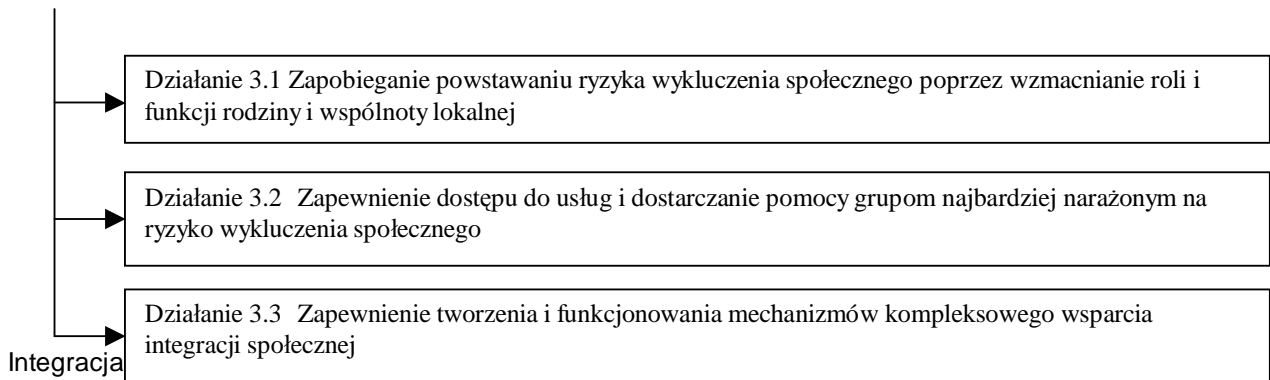 Działanie 3.1 Zapobieganie powstawaniu ryzyka wykluczenia społecznego poprzez wzmacnianie roli i
funkcji rodziny i wspólnoty lokalnej
Działanie 3.2 Zapewnienie dostępu do usług i dostarczanie pomocy grupom najbardziej narażonym na
ryzyko wykluczenia społecznego
Działanie 3.3 Zapewnienie tworzenia i funkcjonowania mechanizmów kompleksowego wsparcia
integracji społecznej
Integracja